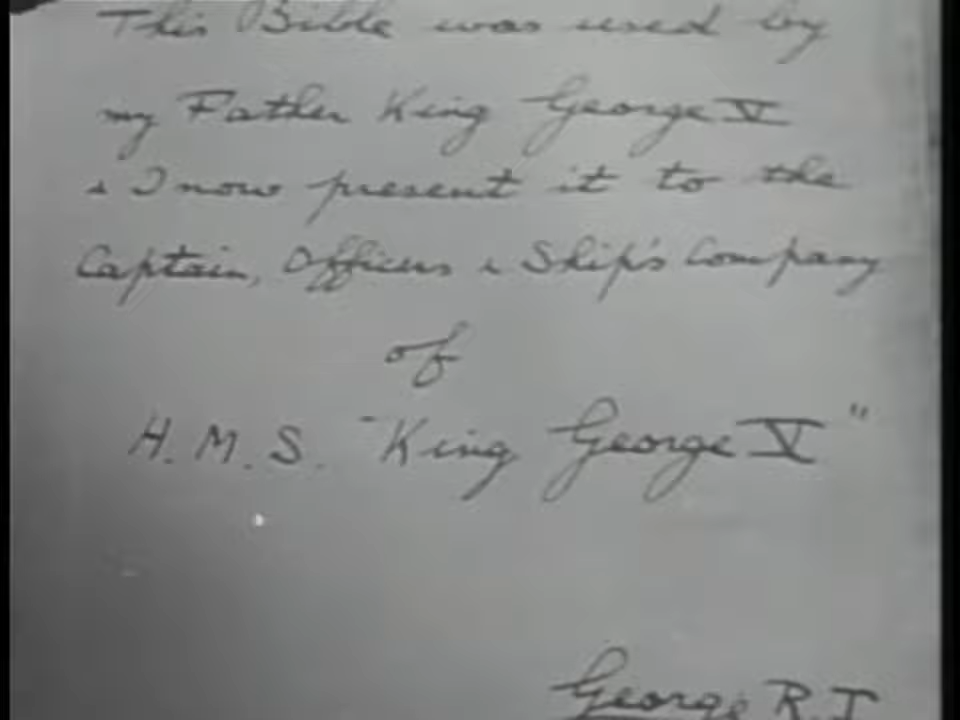 This Bible was used by
my Father King George V
& I now present it to the
Captain, Officers & Ship's Company
of
H.M.S. "King George V"
George R.I